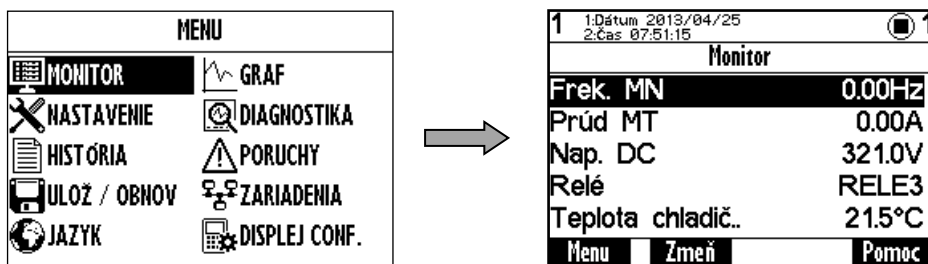 MENU
MONITOR GRAF
NASTAVENIE DIAGNOSTIKA
HISTÓRIA PORUCHY
ULOŽ / OBNOV ZARIADENIA
JAZYK DISPLEJ CONF.
1 1:Dátum 2013/04/25 1
2:Čas 07:51:15
Monitor
Frek. MN 0.00Hz
Prúd MT 0.00A
Nap. DC 321.0V
Relé RELE3
Teplota chladič.. 21.5°C
Menu Zmeň Pomoc